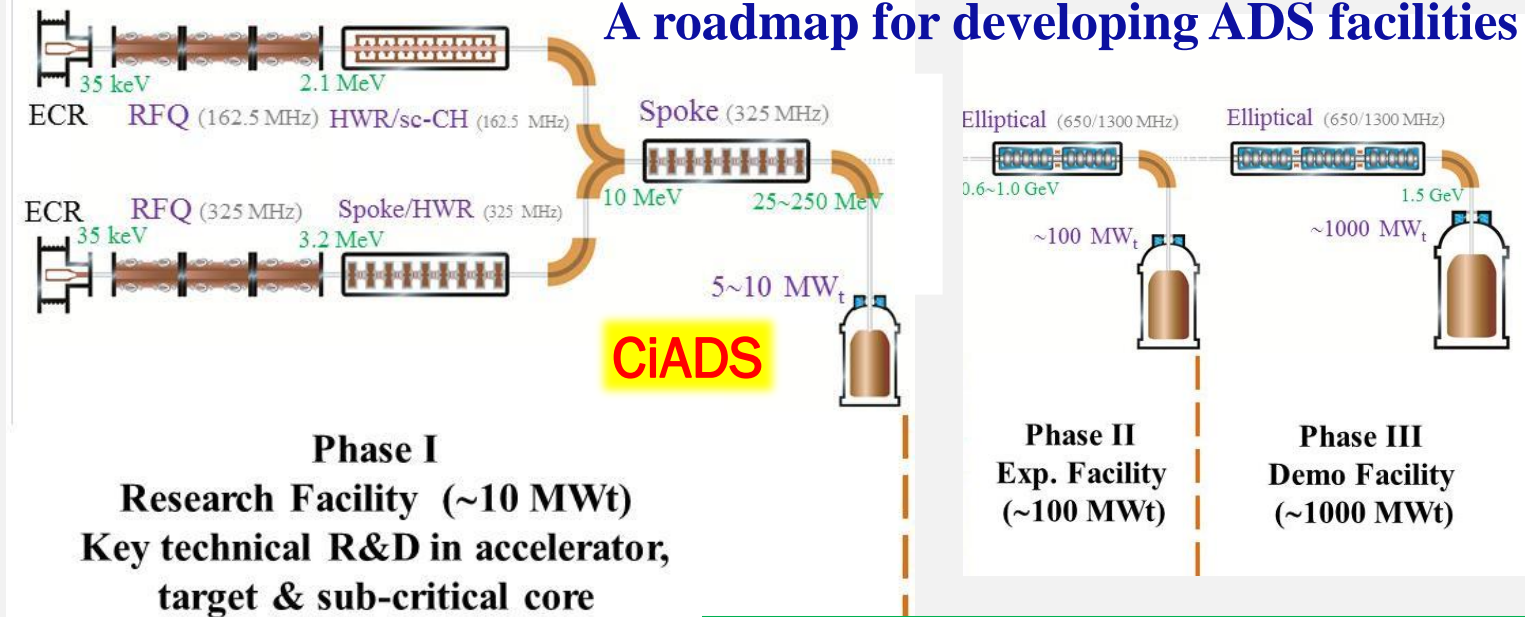 A roadmap for developing ADS facilities
35 keV
2.1 MeV
ECR
RFQ (162.5 MHz)
HWR/sc-CH (162.5 MHz)
Spoke (325 MHz)
10 MeV
25~250 MeV
ECR
RFQ (325 MHz)
Spoke/HWR (325 MHz)
35 keV
3.2 MeV
5~10 MWt
CiADS
Phase I
Research Facility (~10 MWt)
Key technical R&D in accelerator,
target & sub-critical core
Elliptical (650/1300 MHz)
0.6~1.0 GeV
~100 MWt
Phase II
Exp. Facility
(~100 MWt)
Elliptical (650/1300 MHz)
1.5 GeV
~1000 MWt
Phase III
Demo Facility
(~1000 MWt)